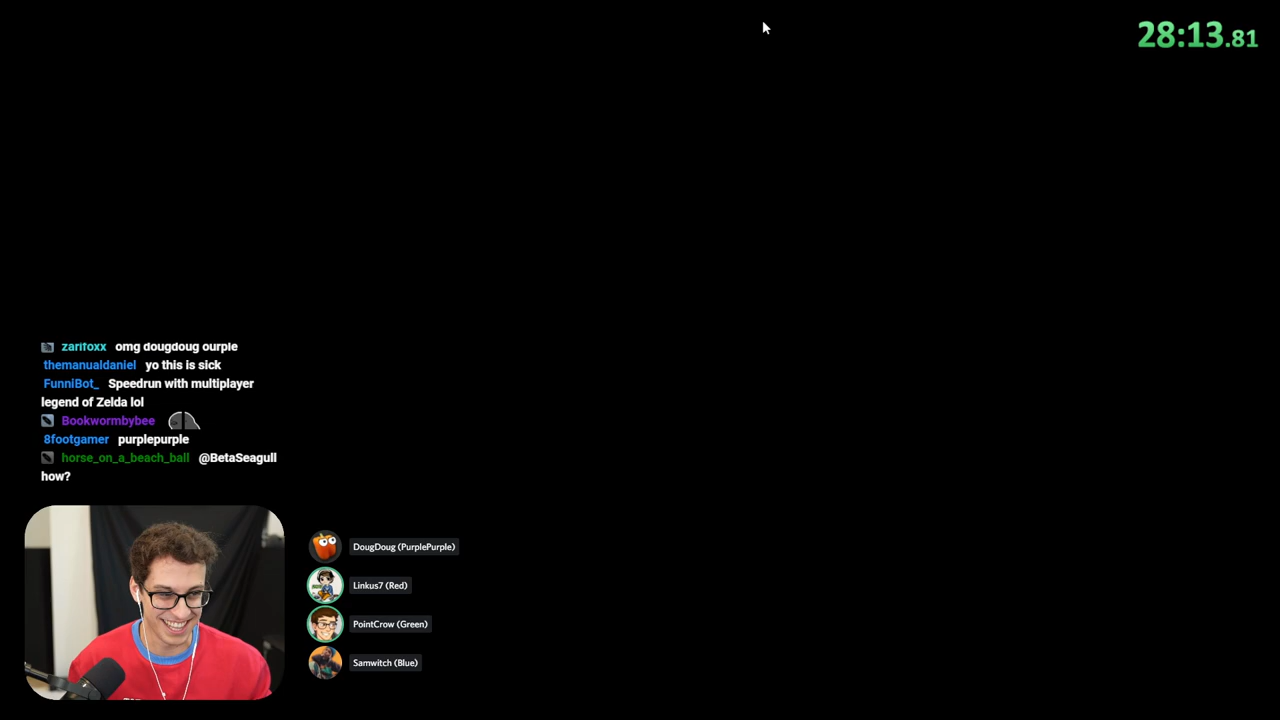 28:13.81
zarifoxx omg dougdoug ourple
themanualdaniel yo this is sick
FunniBot_ Speedrun with multiplayer
legend of Zelda lol
Bookwormbybee
8footgamer purplepurple
horse_on_a_beach_ball @BetaSeagull
how?
DougDoug (PurplePurple)
Linkus7 (Red)
PointCrow (Green)
Samwitch (Blue)